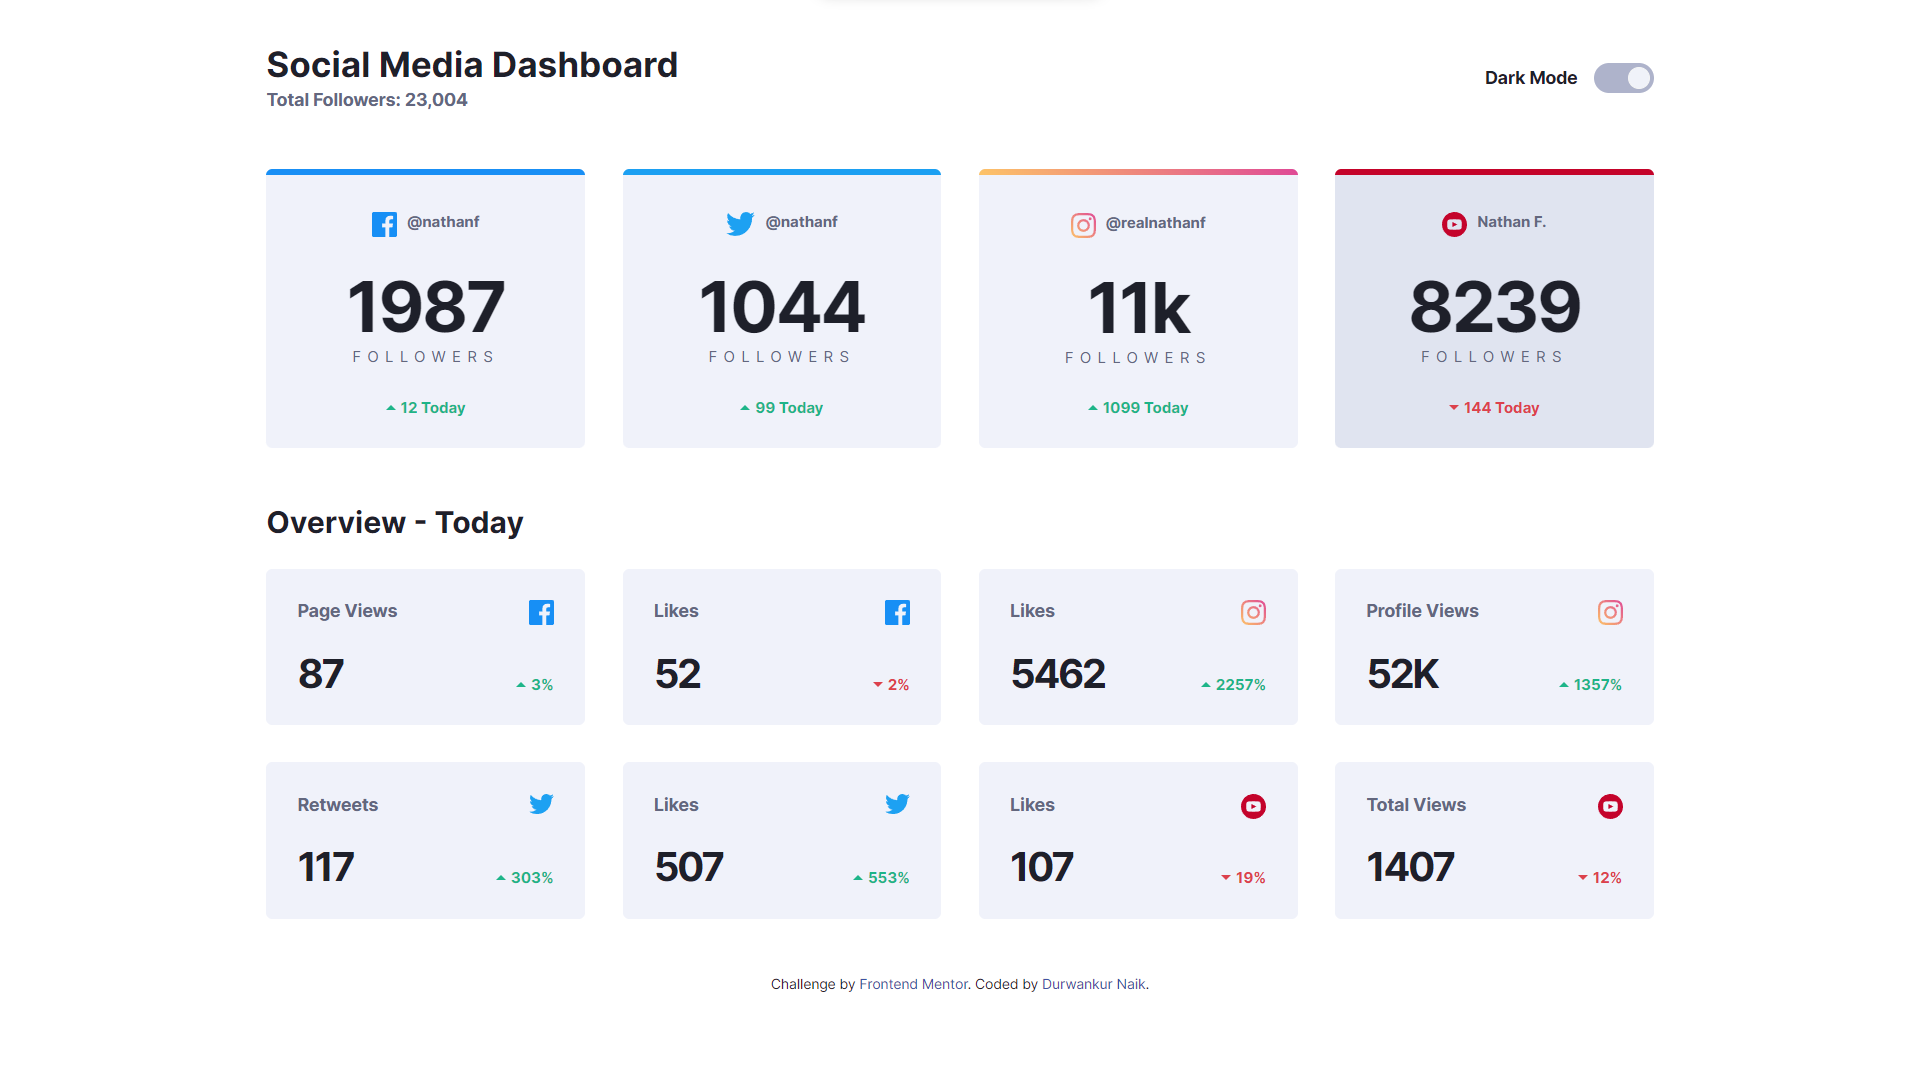 Social Media Dashboard
Total Followers: 23,004
Dark Mode
@nathanf
1987
FOLLOWERS
12 Today
@nathanf
1044
FOLLOWERS
99 Today
@realnathanf
11k
FOLLOWERS
1099 Today
Nathan F.
8239
FOLLOWERS
144 Today
Overview - Today
Page Views
87
3%
Likes
52
2%
Likes
5462
2257%
Profile Views
52K
1357%
Retweets
117
303%
Likes
507
553%
Likes
107
19%
Total Views
1407
12%
Challenge by Frontend Mentor. Coded by Durwankur Naik.